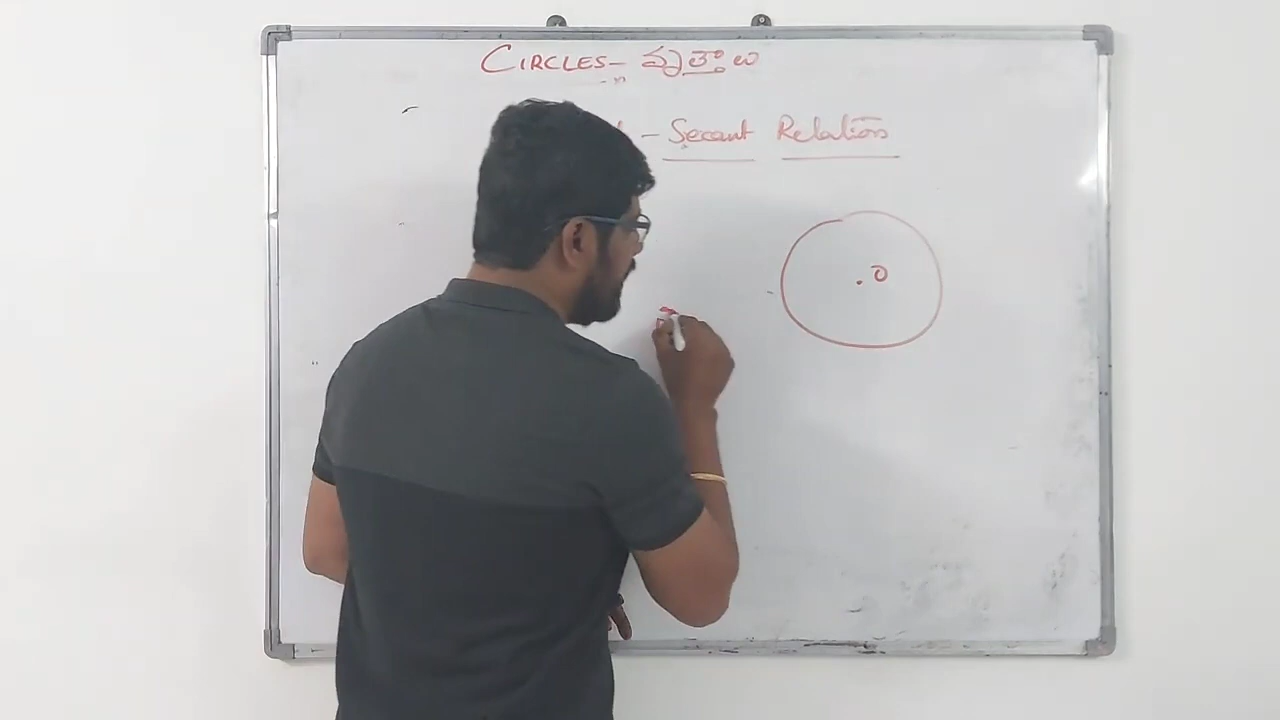 CIRCLES- వృత్తాలు
- Secant Relation
O